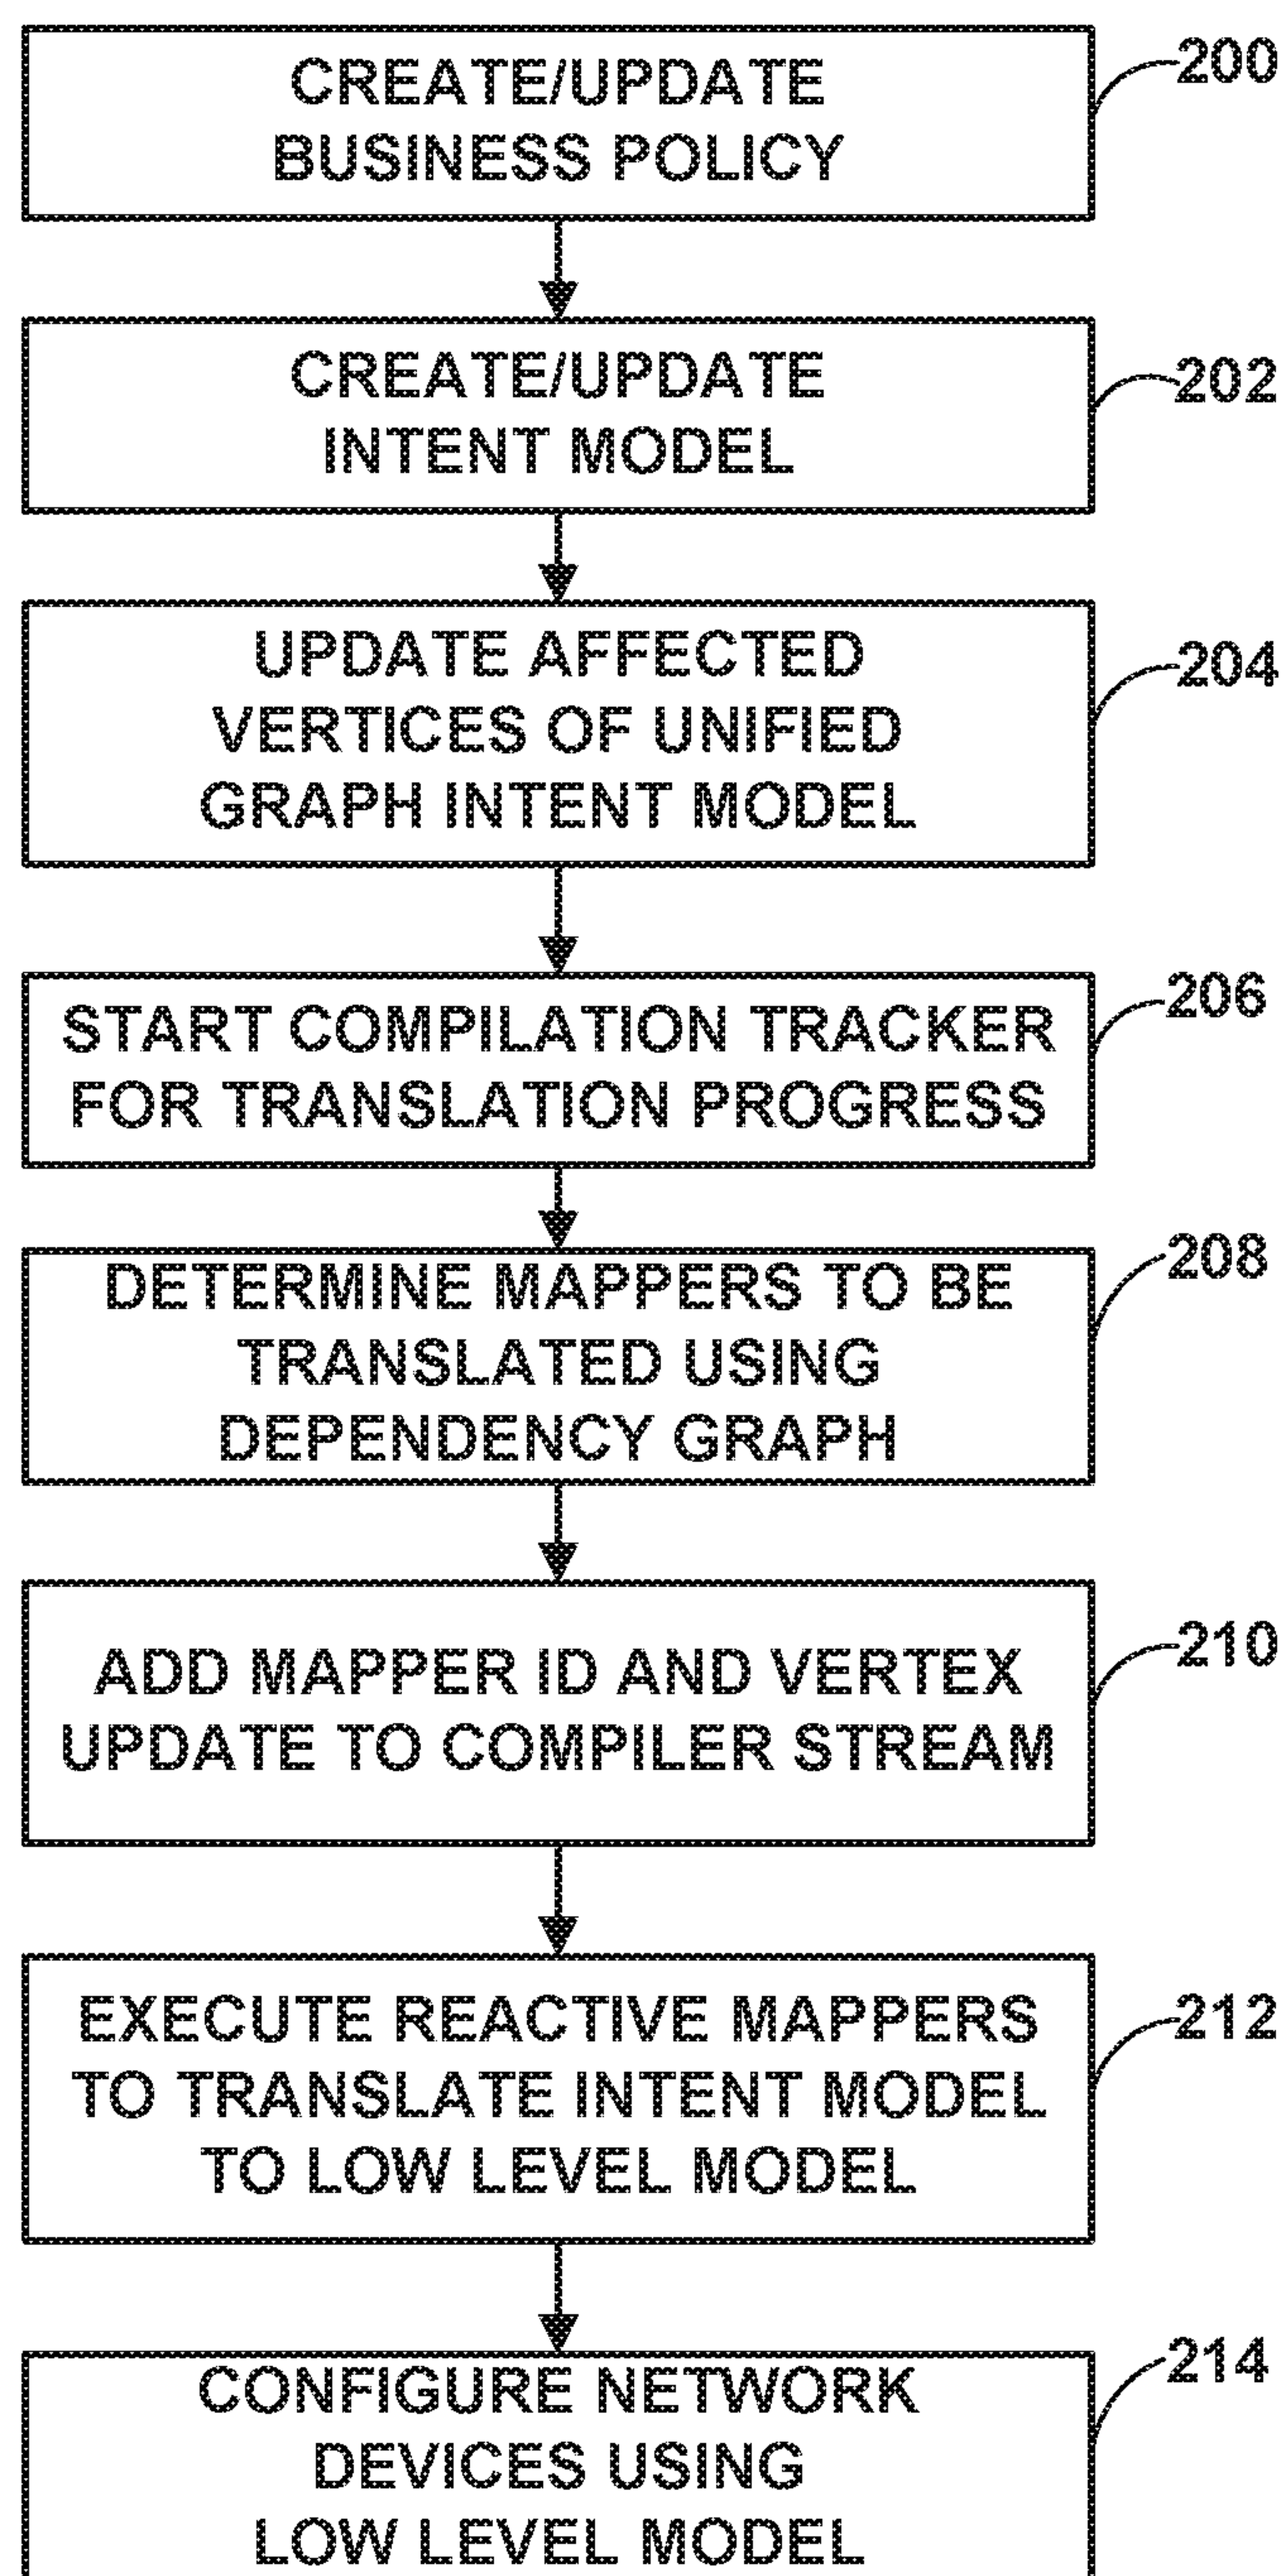 CREATE/UPDATE
BUSINESS POLICY
200
CREATE/UPDATE
INTENT MODEL
202
UPDATE AFFECTED
VERTICES OF UNIFIED
GRAPH INTENT MODEL
204
START COMPILATION TRACKER
FOR TRANSLATION PROGRESS
206
DETERMINE MAPPERS TO BE
TRANSLATED USING
DEPENDENCY GRAPH
208
ADD MAPPER ID AND VERTEX
UPDATE TO COMPILER STREAM
210
EXECUTE REACTIVE MAPPERS
TO TRANSLATE INTENT MODEL
TO LOW LEVEL MODEL
212
CONFIGURE NETWORK
DEVICES USING
LOW LEVEL MODEL
214